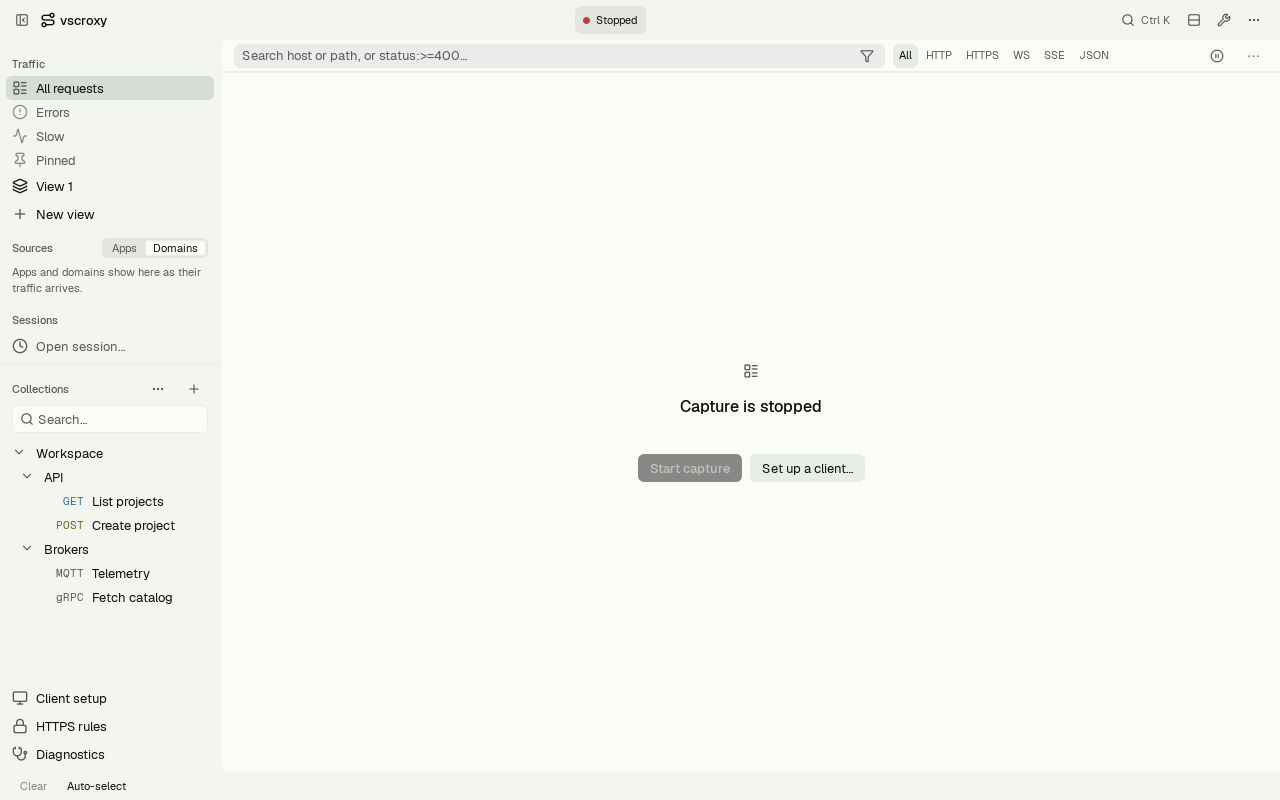 vscroxy
Stopped
Ctrl K
Traffic
All requests
Errors
Slow
Pinned
View 1
New view
Sources
Apps
Domains
Apps and domains show here as their
traffic arrives.
Sessions
Open session…
Collections
Search…
Workspace
API
GET List projects
POST Create project
Brokers
MQTT Telemetry
gRPC Fetch catalog
Client setup
HTTPS rules
Diagnostics
Clear
Auto-select
Search host or path, or status:>=400…
All
HTTP
HTTPS
WS
SSE
JSON
Capture is stopped
Start capture
Set up a client…